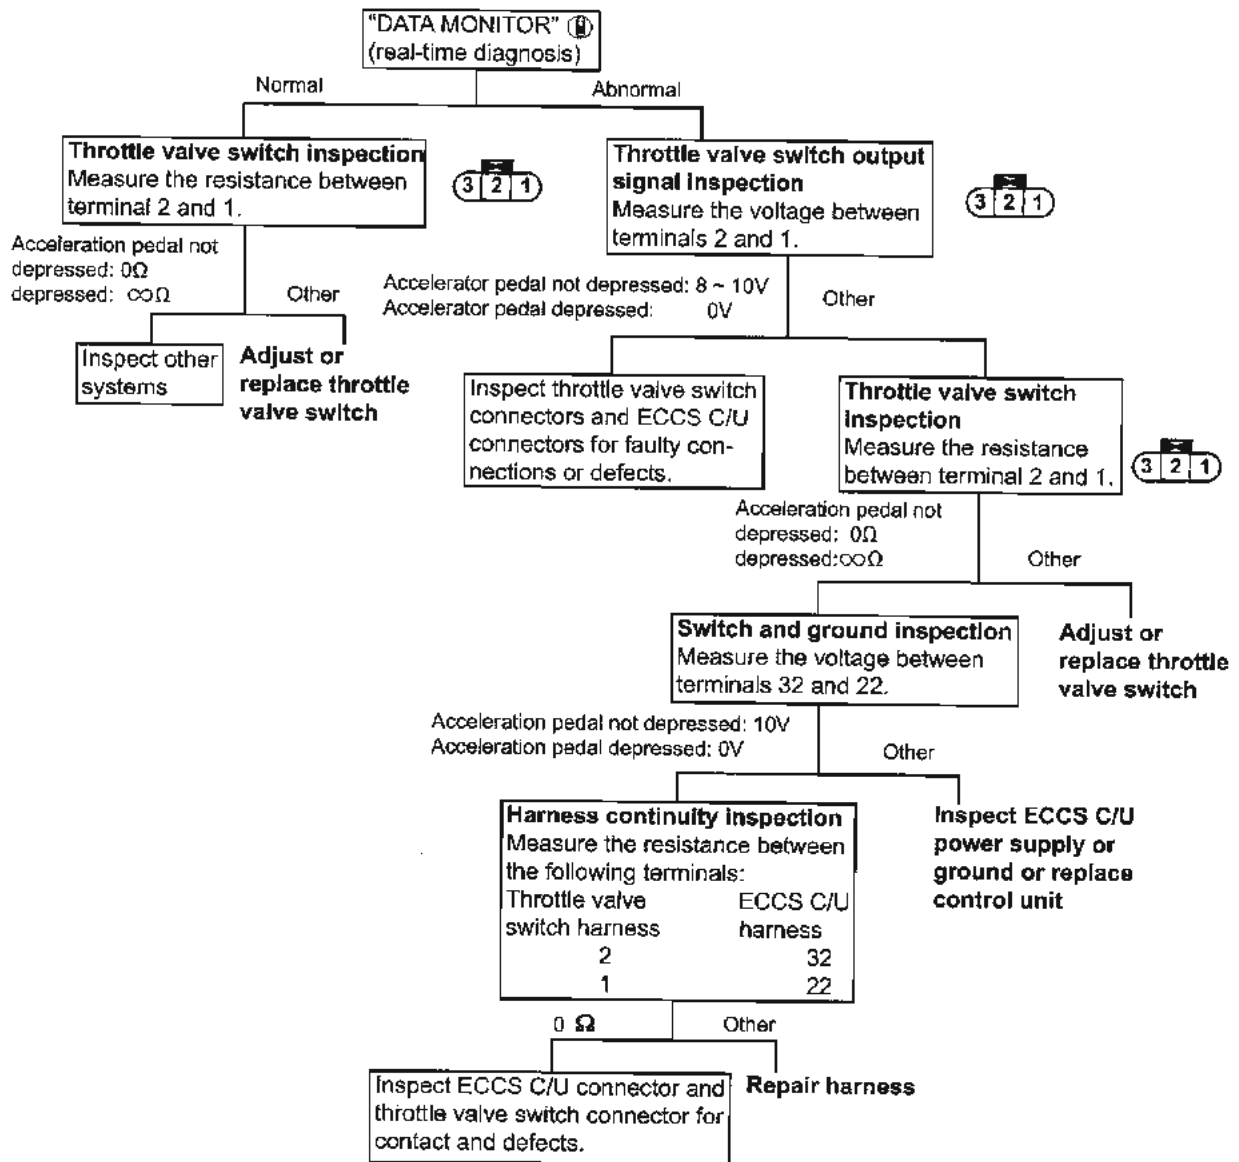 "DATA MONITOR"
(real-time diagnosis)
Normal
Abnormal
Throttle valve switch inspection
Measure the resistance between
terminal 2 and 1.
3 2 1
Throttle valve switch output
signal inspection
Measure the voltage between
terminals 2 and 1.
3 2 1
Acceleration pedal not
depressed: 0Ω
depressed: ∞Ω
Other
Accelerator pedal not depressed: 8 ~ 10V
Accelerator pedal depressed: 0V
Other
Inspect other
systems
Adjust or
replace throttle
valve switch
Inspect throttle valve switch
connectors and ECCS C/U
connectors for faulty con-
nections or defects.
Throttle valve switch
inspection
Measure the resistance
between terminal 2 and 1.
3 2 1
Acceleration pedal not
depressed: 0Ω
depressed:∞Ω
Other
Switch and ground inspection
Measure the voltage between
terminals 32 and 22.
Adjust or
replace throttle
valve switch
Acceleration pedal not depressed: 10V
Acceleration pedal depressed: 0V
Other
Harness continuity inspection
Measure the resistance between
the following terminals:
Throttle valve ECCS C/U
switch harness harness
2 32
1 22
Inspect ECCS C/U
power supply or
ground or replace
control unit
0 Ω
Other
Inspect ECCS C/U connector and
throttle valve switch connector for
contact and defects.
Repair harness